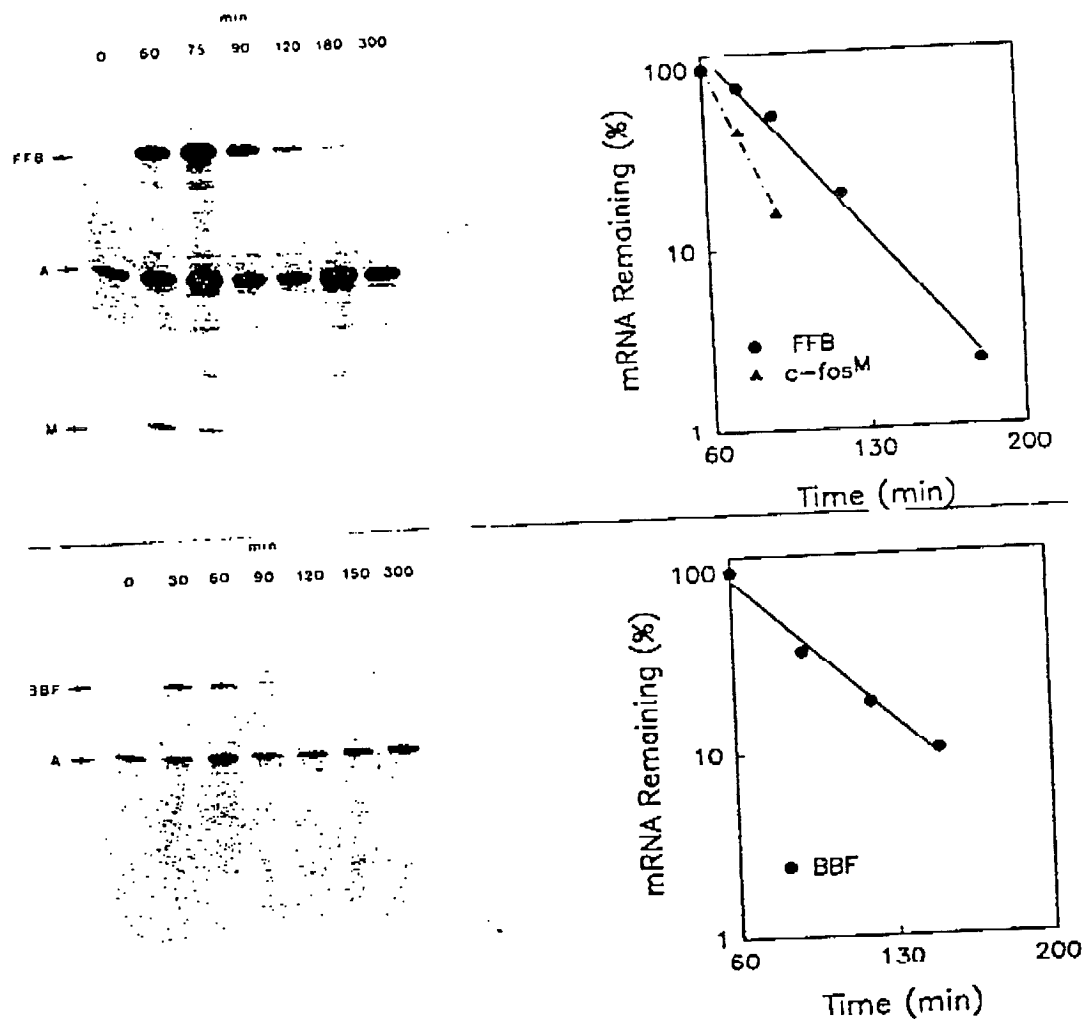 min
0 60 75 90 120 180 300
FFB
A
M
100
10
1
mRNA Remaining (%)
FFB
c-fosM
60 130 200
Time (min)
min
0 30 60 90 120 150 300
BBF
A
100
10
1
mRNA Remaining (%)
BBF
60 130 200
Time (min)